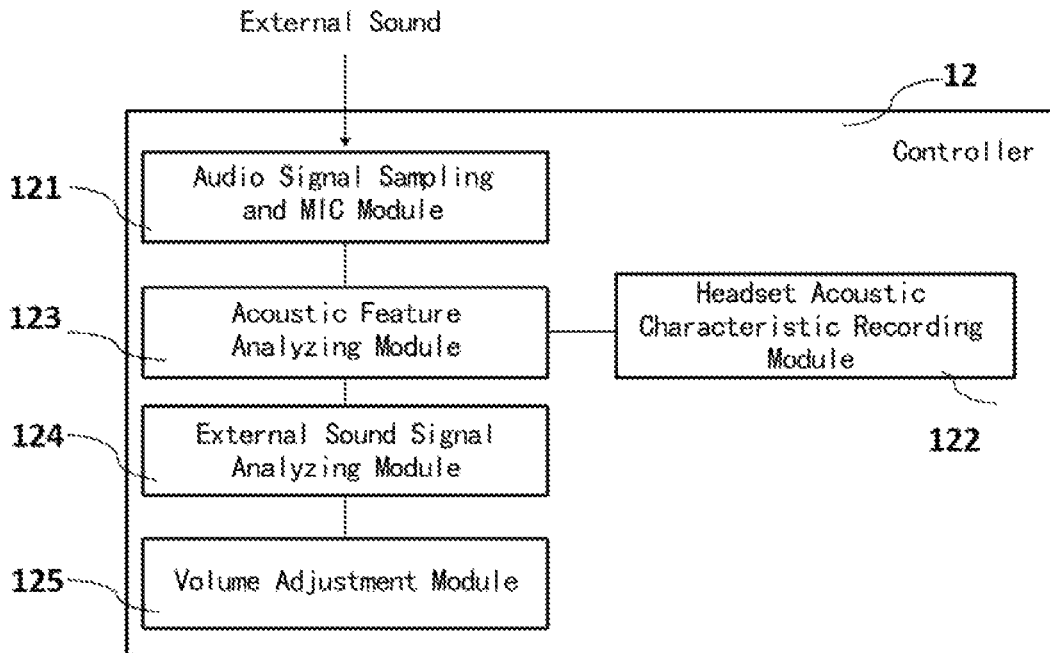 External Sound
12
Controller
121
Audio Signal Sampling
and MIC Module
123
Acoustic Feature
Analyzing Module
Headset Acoustic
Characteristic Recording
Module
122
124
External Sound Signal
Analyzing Module
125
Volume Adjustment Module